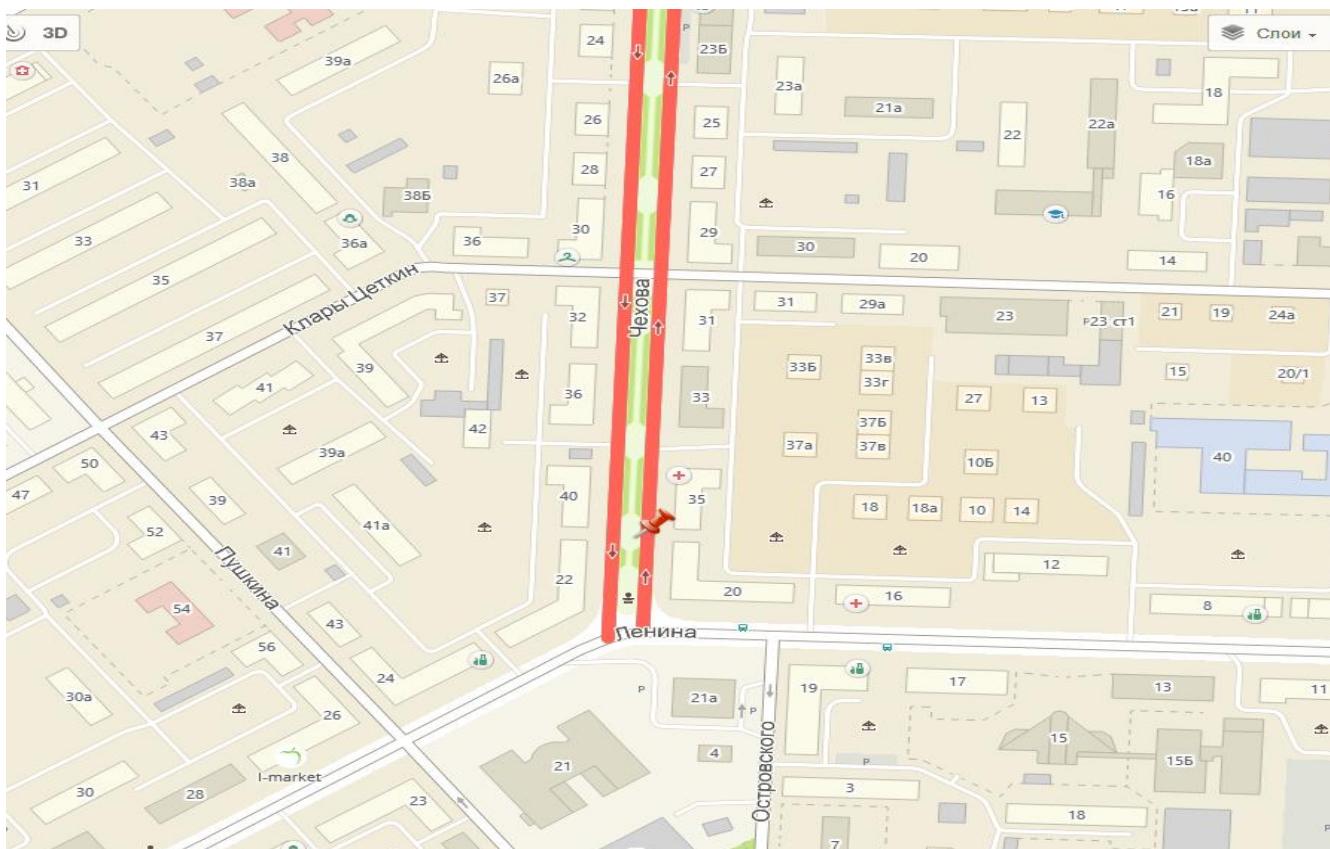 3D
Слои
24
23Б
39а
26а
23а
21а
18
26
25
22
22а
38
28
27
18а
31
38а
38Б
16
33
36а
36
30
29
30
20
14
35
Клары Цеткин
37
Чехова
31
29а
21
19
24а
32
31
23
Р23 ст1
37
39
33Б
33в
33г
15
20/1
41
36
33
27
13
43
42
37Б
37а
37в
39а
50
10Б
40
47
39
40
35
18
18а
10
14
52
41а
41
Пушкина
22
12
20
16
54
8
43
Ленина
56
24
30а
21а
19
17
13
11
26
4
15
15Б
I-market
21
Островского
30
28
23
3
18
7
Р
Р
Р
Р
Р